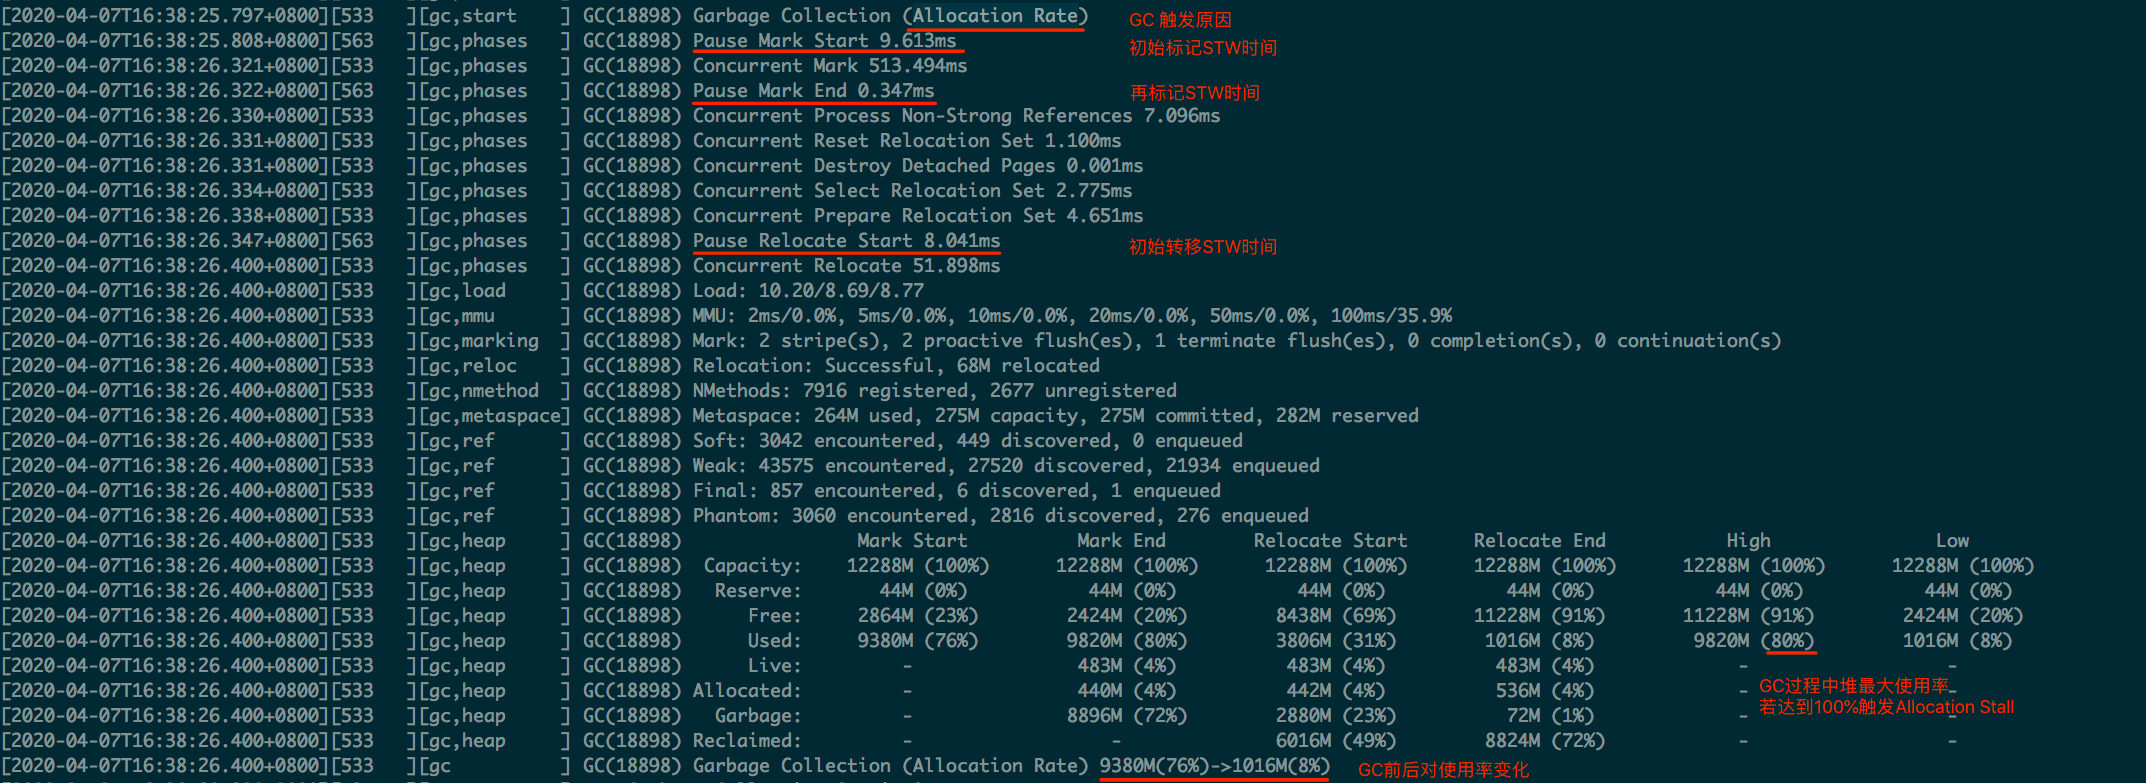 [2020-04-07T16:38:25.797+0800][533   ][gc,start    ] GC(18898) Garbage Collection (Allocation Rate) GC 触发原因
[2020-04-07T16:38:25.808+0800][563   ][gc,phases   ] GC(18898) Pause Mark Start 9.613ms 初始标记STW时间
[2020-04-07T16:38:26.321+0800][533   ][gc,phases   ] GC(18898) Concurrent Mark 513.494ms
[2020-04-07T16:38:26.322+0800][563   ][gc,phases   ] GC(18898) Pause Mark End 0.347ms 再标记STW时间
[2020-04-07T16:38:26.330+0800][533   ][gc,phases   ] GC(18898) Concurrent Process Non-Strong References 7.096ms
[2020-04-07T16:38:26.331+0800][533   ][gc,phases   ] GC(18898) Concurrent Reset Relocation Set 1.100ms
[2020-04-07T16:38:26.331+0800][533   ][gc,phases   ] GC(18898) Concurrent Destroy Detached Pages 0.001ms
[2020-04-07T16:38:26.334+0800][533   ][gc,phases   ] GC(18898) Concurrent Select Relocation Set 2.775ms
[2020-04-07T16:38:26.338+0800][533   ][gc,phases   ] GC(18898) Concurrent Prepare Relocation Set 4.651ms
[2020-04-07T16:38:26.347+0800][563   ][gc,phases   ] GC(18898) Pause Relocate Start 8.041ms 初始转移STW时间
[2020-04-07T16:38:26.400+0800][533   ][gc,phases   ] GC(18898) Concurrent Relocate 51.898ms
[2020-04-07T16:38:26.400+0800][533   ][gc,load     ] GC(18898) Load: 10.20/8.69/8.77
[2020-04-07T16:38:26.400+0800][533   ][gc,mmu      ] GC(18898) MMU: 2ms/0.0%, 5ms/0.0%, 10ms/0.0%, 20ms/0.0%, 50ms/0.0%, 100ms/35.9%
[2020-04-07T16:38:26.400+0800][533   ][gc,marking  ] GC(18898) Mark: 2 stripe(s), 2 proactive flush(es), 1 terminate flush(es), 0 completion(s), 0 continuation(s)
[2020-04-07T16:38:26.400+0800][533   ][gc,reloc    ] GC(18898) Relocation: Successful, 68M relocated
[2020-04-07T16:38:26.400+0800][533   ][gc,nmethod  ] GC(18898) NMethods: 7916 registered, 2677 unregistered
[2020-04-07T16:38:26.400+0800][533   ][gc,metaspace] GC(18898) Metaspace: 264M used, 275M capacity, 275M committed, 282M reserved
[2020-04-07T16:38:26.400+0800][533   ][gc,ref      ] GC(18898) Soft: 3042 encountered, 449 discovered, 0 enqueued
[2020-04-07T16:38:26.400+0800][533   ][gc,ref      ] GC(18898) Weak: 43575 encountered, 27520 discovered, 21934 enqueued
[2020-04-07T16:38:26.400+0800][533   ][gc,ref      ] GC(18898) Final: 857 encountered, 6 discovered, 1 enqueued
[2020-04-07T16:38:26.400+0800][533   ][gc,ref      ] GC(18898) Phantom: 3060 encountered, 2816 discovered, 276 enqueued
[2020-04-07T16:38:26.400+0800][533   ][gc,heap     ] GC(18898) Mark Start Mark End Relocate Start Relocate End High Low
[2020-04-07T16:38:26.400+0800][533   ][gc,heap     ] GC(18898) Capacity: 12288M (100%) 12288M (100%) 12288M (100%) 12288M (100%) 12288M (100%) 12288M (100%)
[2020-04-07T16:38:26.400+0800][533   ][gc,heap     ] GC(18898) Reserve: 44M (0%) 44M (0%) 44M (0%) 44M (0%) 44M (0%) 44M (0%)
[2020-04-07T16:38:26.400+0800][533   ][gc,heap     ] GC(18898) Free: 2864M (23%) 2424M (20%) 8438M (69%) 11228M (91%) 11228M (91%) 2424M (20%)
[2020-04-07T16:38:26.400+0800][533   ][gc,heap     ] GC(18898) Used: 9380M (76%) 9820M (80%) 3806M (31%) 1016M (8%) 9820M (80%) 1016M (8%)
[2020-04-07T16:38:26.400+0800][533   ][gc,heap     ] GC(18898) Live: - 483M (4%) 483M (4%) 483M (4%) - -
[2020-04-07T16:38:26.400+0800][533   ][gc,heap     ] GC(18898) Allocated: - 440M (4%) 442M (4%) 536M (4%) - -
GC过程中堆最大使用率
若达到100%触发Allocation Stall
[2020-04-07T16:38:26.400+0800][533   ][gc,heap     ] GC(18898) Garbage: - 8896M (72%) 2880M (23%) 72M (1%) - -
[2020-04-07T16:38:26.400+0800][533   ][gc,heap     ] GC(18898) Reclaimed: - - 6016M (49%) 8824M (72%) - -
[2020-04-07T16:38:26.400+0800][533   ][gc          ] GC(18898) Garbage Collection (Allocation Rate) 9380M(76%)->1016M(8%) GC前后对使用率变化